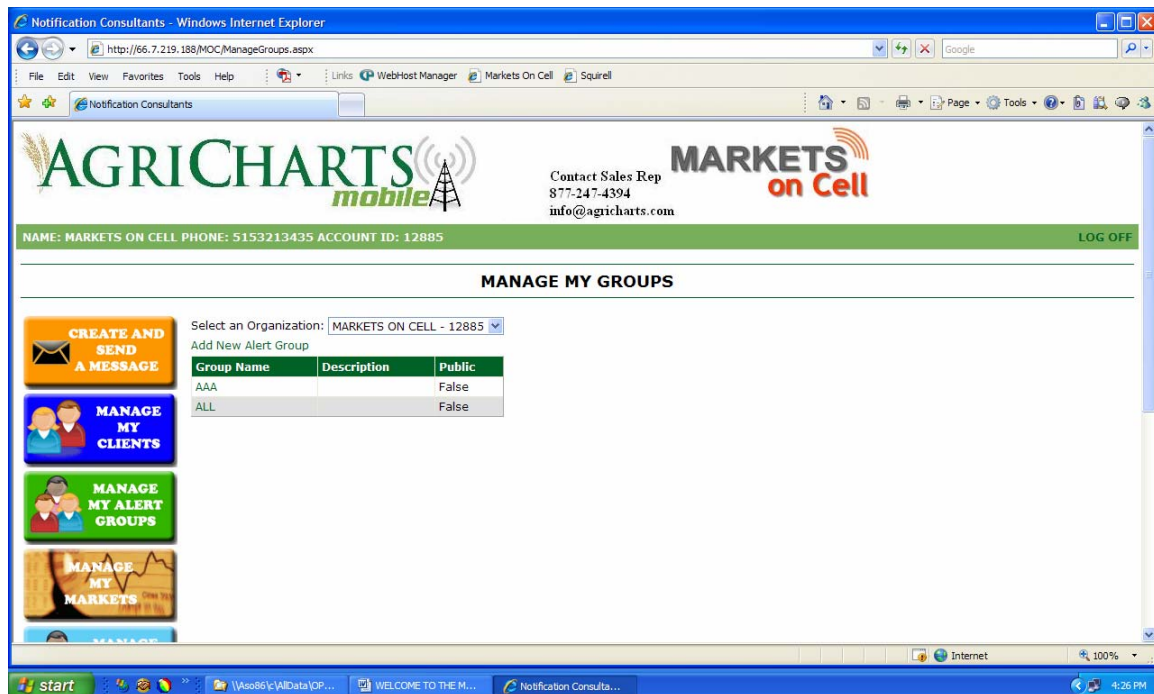 Notification Consultants - Windows Internet Explorer
http://66.7.219.188/MOC/ManageGroups.aspx
Google
File Edit View Favorites Tools Help
Links WebHost Manager Markets On Cell Squirell
Notification Consultants
Page Tools
AGRICHARTS
mobile
Contact Sales Rep
877-247-4394
info@agricharts.com
MARKETS
on Cell
NAME: MARKETS ON CELL PHONE: 5153213435 ACCOUNT ID: 12885
LOG OFF
MANAGE MY GROUPS
CREATE AND
SEND
A MESSAGE
MANAGE
MY
CLIENTS
MANAGE
MY ALERT
GROUPS
MANAGE
MY
MARKETS
Select an Organization: MARKETS ON CELL - 12885
Add New Alert Group
Group Name Description Public
AAA False
ALL False
Internet
100%
start
\\Aso86\c\AllData\OP...
WELCOME TO THE M...
Notification Consulta...
4:26 PM